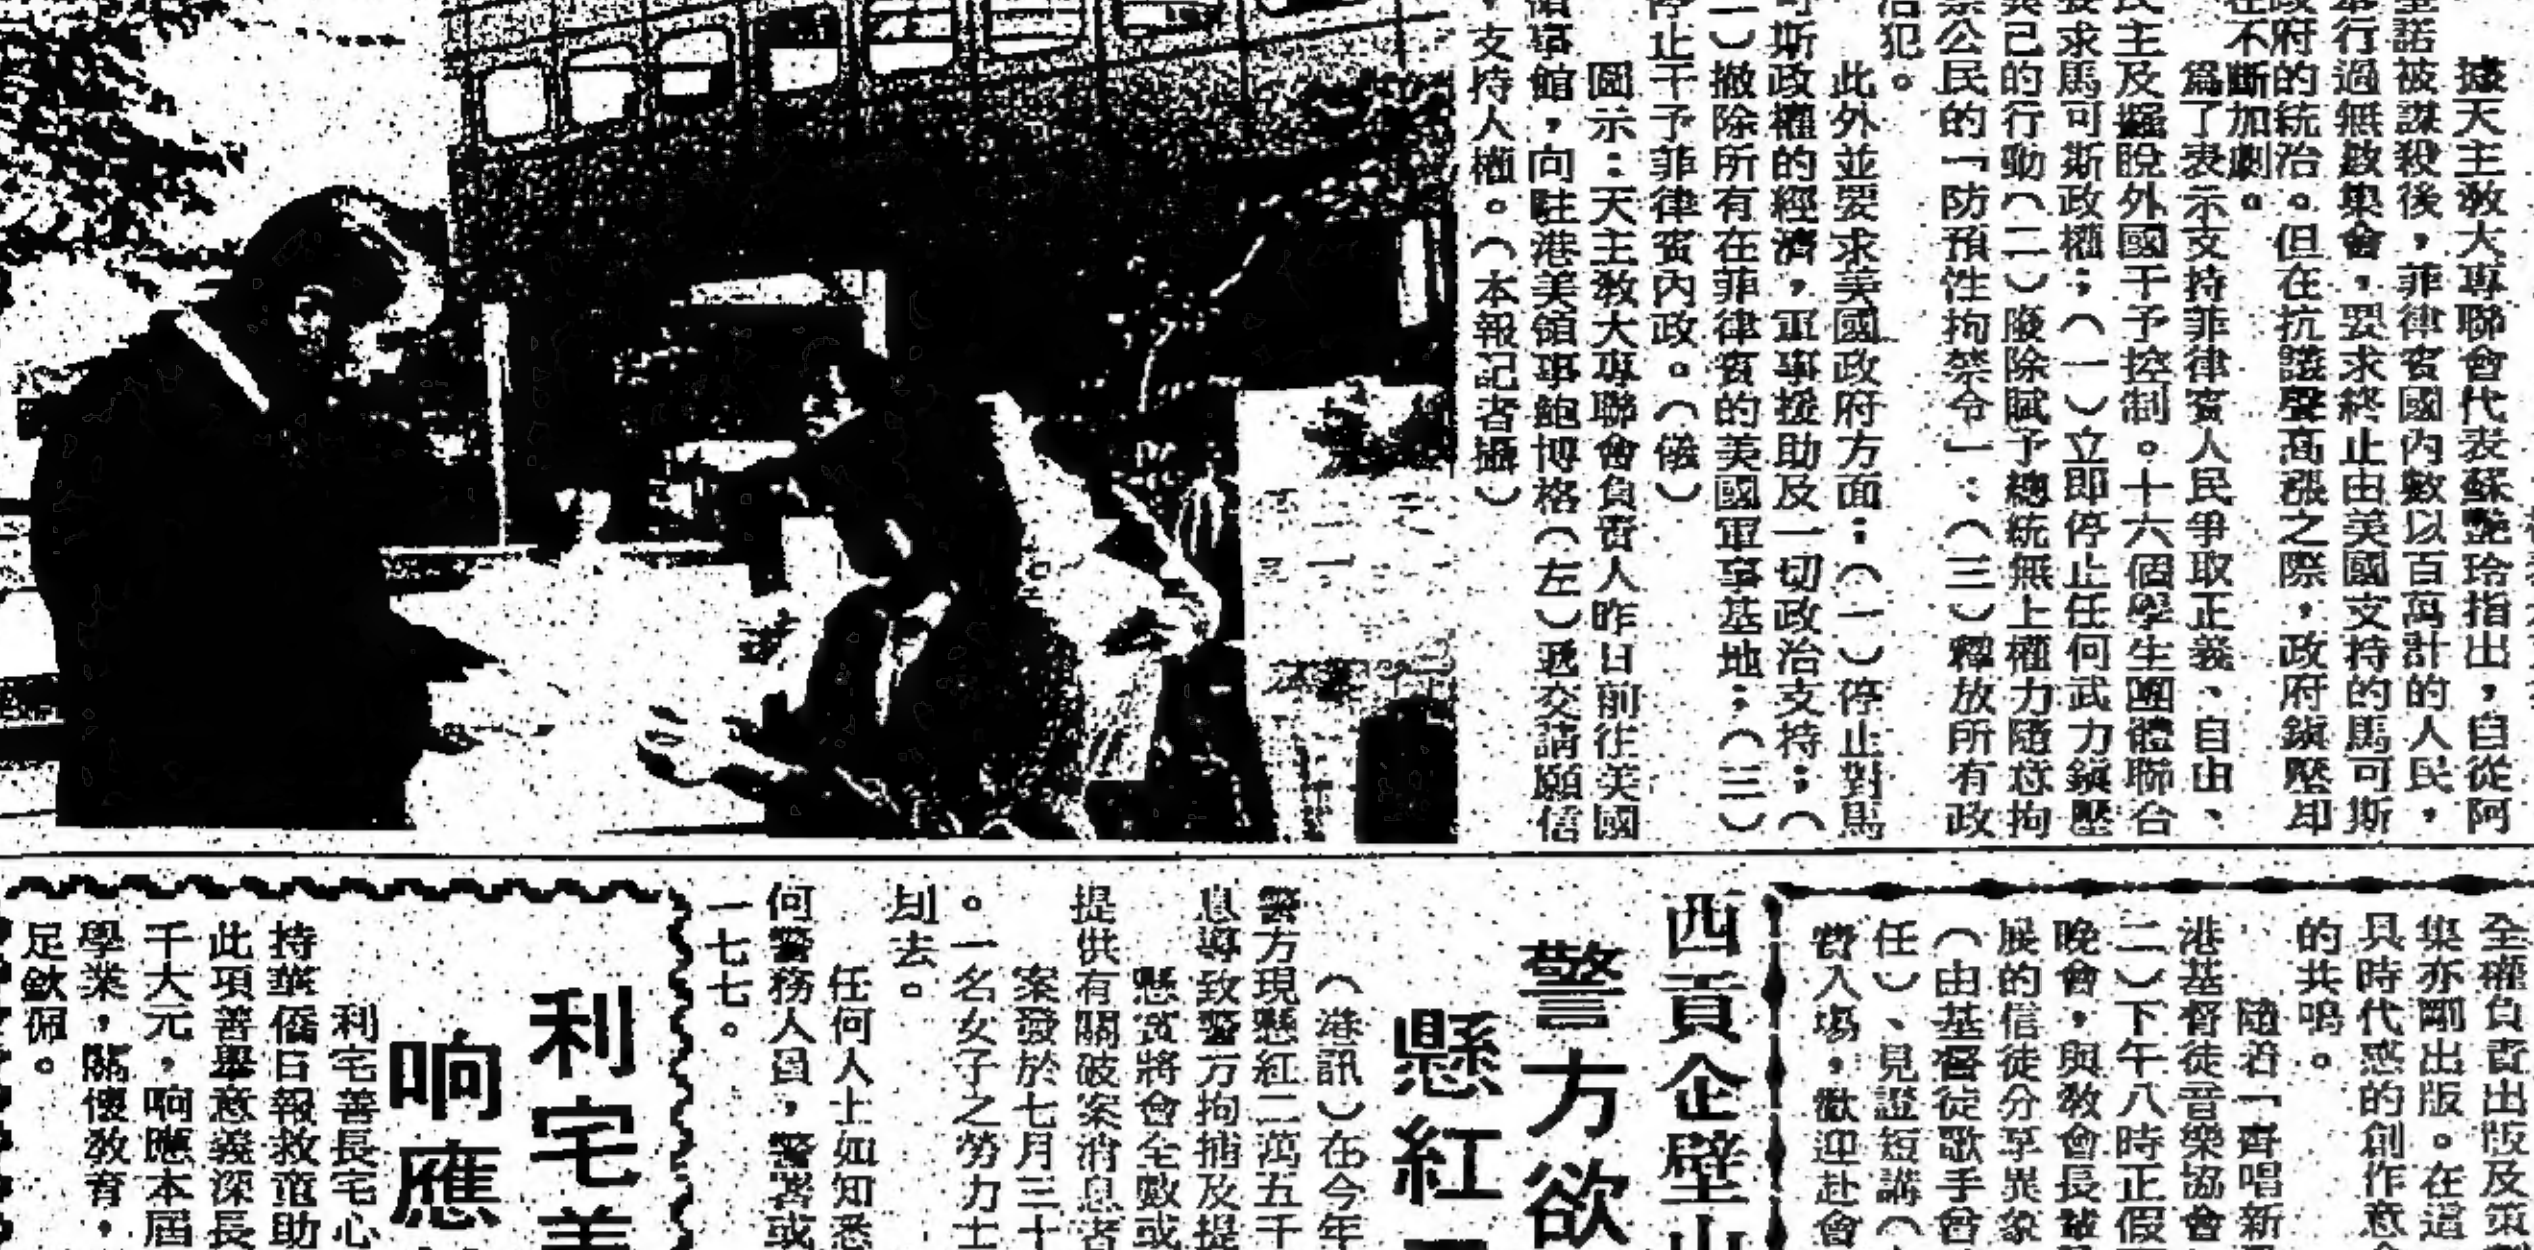 據天主教大專聯會代表蘇艷玲指出，自從阿
基諾被謀殺後，菲律賓國內數以百萬計的人民，
舉行過無數集會，要求終止由美國支持的馬可斯
政府的統治。但在抗議聲高漲之際，政府鎮壓却
在不斷加劇。
爲了表示支持菲律賓人民爭取正義、自由、
民主及擺脫外國干予控制。十六個學生團體聯合
要求馬可斯政權；（一）立即停止任何武力鎮壓
異己的行動（二）廢除賦予總統無上權力隨意拘
禁公民的「防預性拘禁令」：（三）釋放所有政
治犯。
此外並要求美國政府方面；（一）停止對馬
可斯政權的經濟，軍事援助及一切政治支持；（
二）撤除所有在菲律賓的美國軍事基地；（三）
停止干予菲律賓內政。（儀）
圖示：天主教大專聯會負責人昨日前往美國
領事館，向駐港美領事鮑博格（左）遞交請願信
，支持人權。（本報記者攝）
全權負責出版及策
集亦剛出版。在這
具時代感的創作意
的共鳴。
隨着「齊唱新
港基督徒音樂協會
二）下午八時正假
晚會，與教會長
展的信徒分享異象
（由基督徒歌手曾
任）、見證短講（
費入場，歡迎赴會
西貢企壁山
警方欲
懸紅
（港訊）在今年
警方現懸紅二萬五千
息導致警方拘捕及提
懸賞將會全數或
提供有關破案消息者
案發於七月三十
。一名女子之勞力士
刦去。
任何人士如知悉
何警務人員，警署或
一七七。
利宅善
响應
利宅善長宅心
持華僑日報救童助
此項善舉意義深長
千大元，响應本屆
學業，關懷教育，
足欽佩。